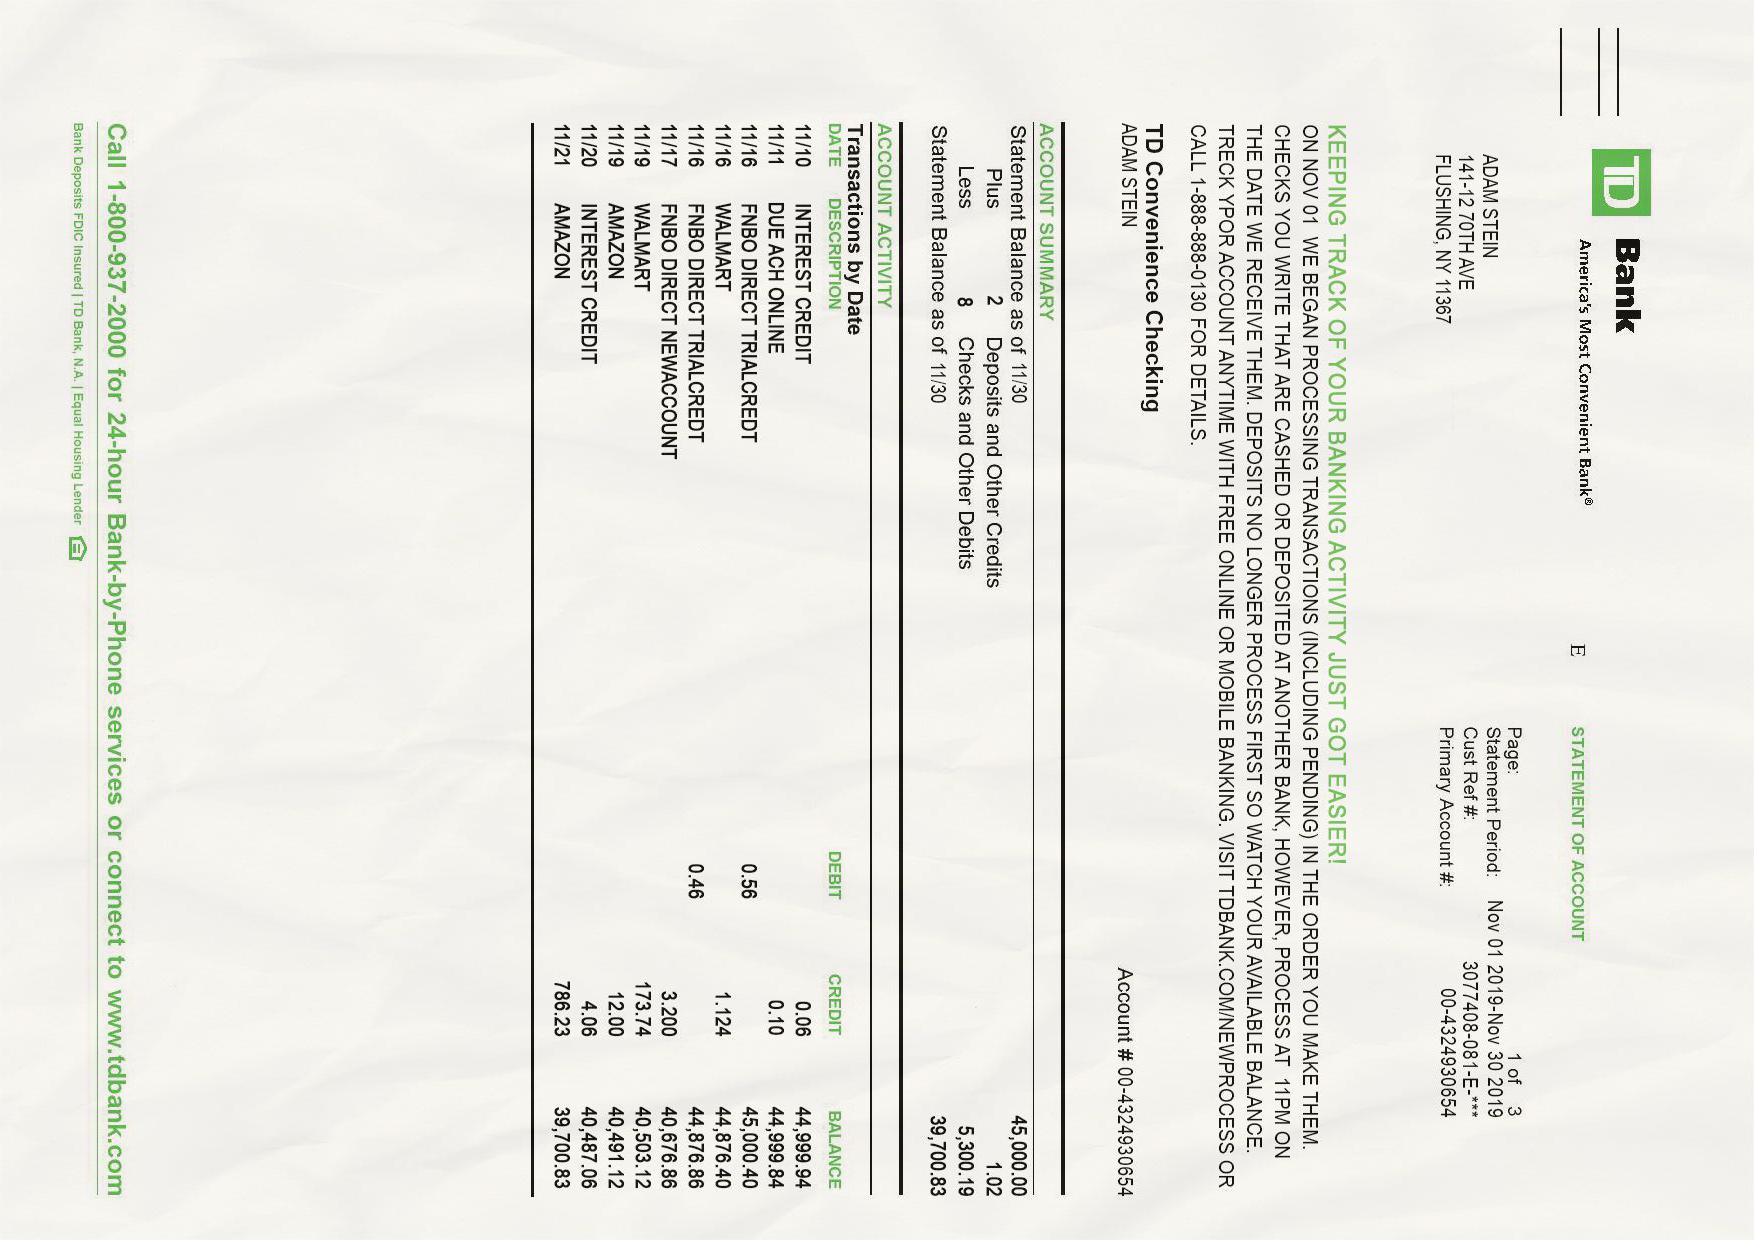 TD Bank
America's Most Convenient Bank®
E
STATEMENT OF ACCOUNT
ADAM STEIN
141-12 70TH AVE
FLUSHING, NY 11367
Page: 1 of 3
Statement Period: Nov 01 2019-Nov 30 2019
Cust Ref #: 3077408-081-E-***
Primary Account #: 00-4324930654
KEEPING TRACK OF YOUR BANKING ACTIVITY JUST GOT EASIER!
ON NOV 01 WE BEGAN PROCESSING TRANSACTIONS (INCLUDING PENDING) IN THE ORDER YOU MAKE THEM.
CHECKS YOU WRITE THAT ARE CASHED OR DEPOSITED AT ANOTHER BANK, HOWEVER, PROCESS AT 11PM ON
THE DATE WE RECEIVE THEM. DEPOSITS NO LONGER PROCESS FIRST SO WATCH YOUR AVAILABLE BALANCE.
TRECK YPOR ACCOUNT ANYTIME WITH FREE ONLINE OR MOBILE BANKING. VISIT TDBANK.COM/NEWPROCESS OR
CALL 1-888-888-0130 FOR DETAILS.
TD Convenience Checking
ADAM STEIN Account # 00-4324930654
ACCOUNT SUMMARY
Statement Balance as of 11/30 45,000.00
Plus 2 Deposits and Other Credits 1.02
Less 8 Checks and Other Debits 5,300.19
Statement Balance as of 11/30 39,700.83
ACCOUNT ACTIVITY
Transactions by Date
DATE DESCRIPTION DEBIT CREDIT BALANCE
11/10 INTEREST CREDIT 0.06 44,999.94
11/11 DUE ACH ONLINE 0.10 44,999.84
11/16 FNBO DIRECT TRIALCREDT 0.56 45,000.40
11/16 WALMART 1.124 44,876.40
11/16 FNBO DIRECT TRIALCREDT 0.46 44,876.86
11/17 FNBO DIRECT NEWACCOUNT 3.200 40,676.86
11/19 WALMART 173.74 40,503.12
11/19 AMAZON 12.00 40,491.12
11/20 INTEREST CREDIT 4.06 40,487.06
11/21 AMAZON 786.23 39,700.83
Call 1-800-937-2000 for 24-hour Bank-by-Phone services or connect to www.tdbank.com
Bank Deposits FDIC Insured | TD Bank, N.A. | Equal Housing Lender